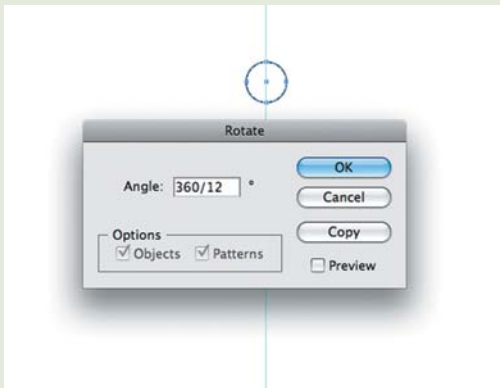 Rotate
Angle: 360/12 °
OK
Cancel
Copy
Options
Objects Patterns
Preview